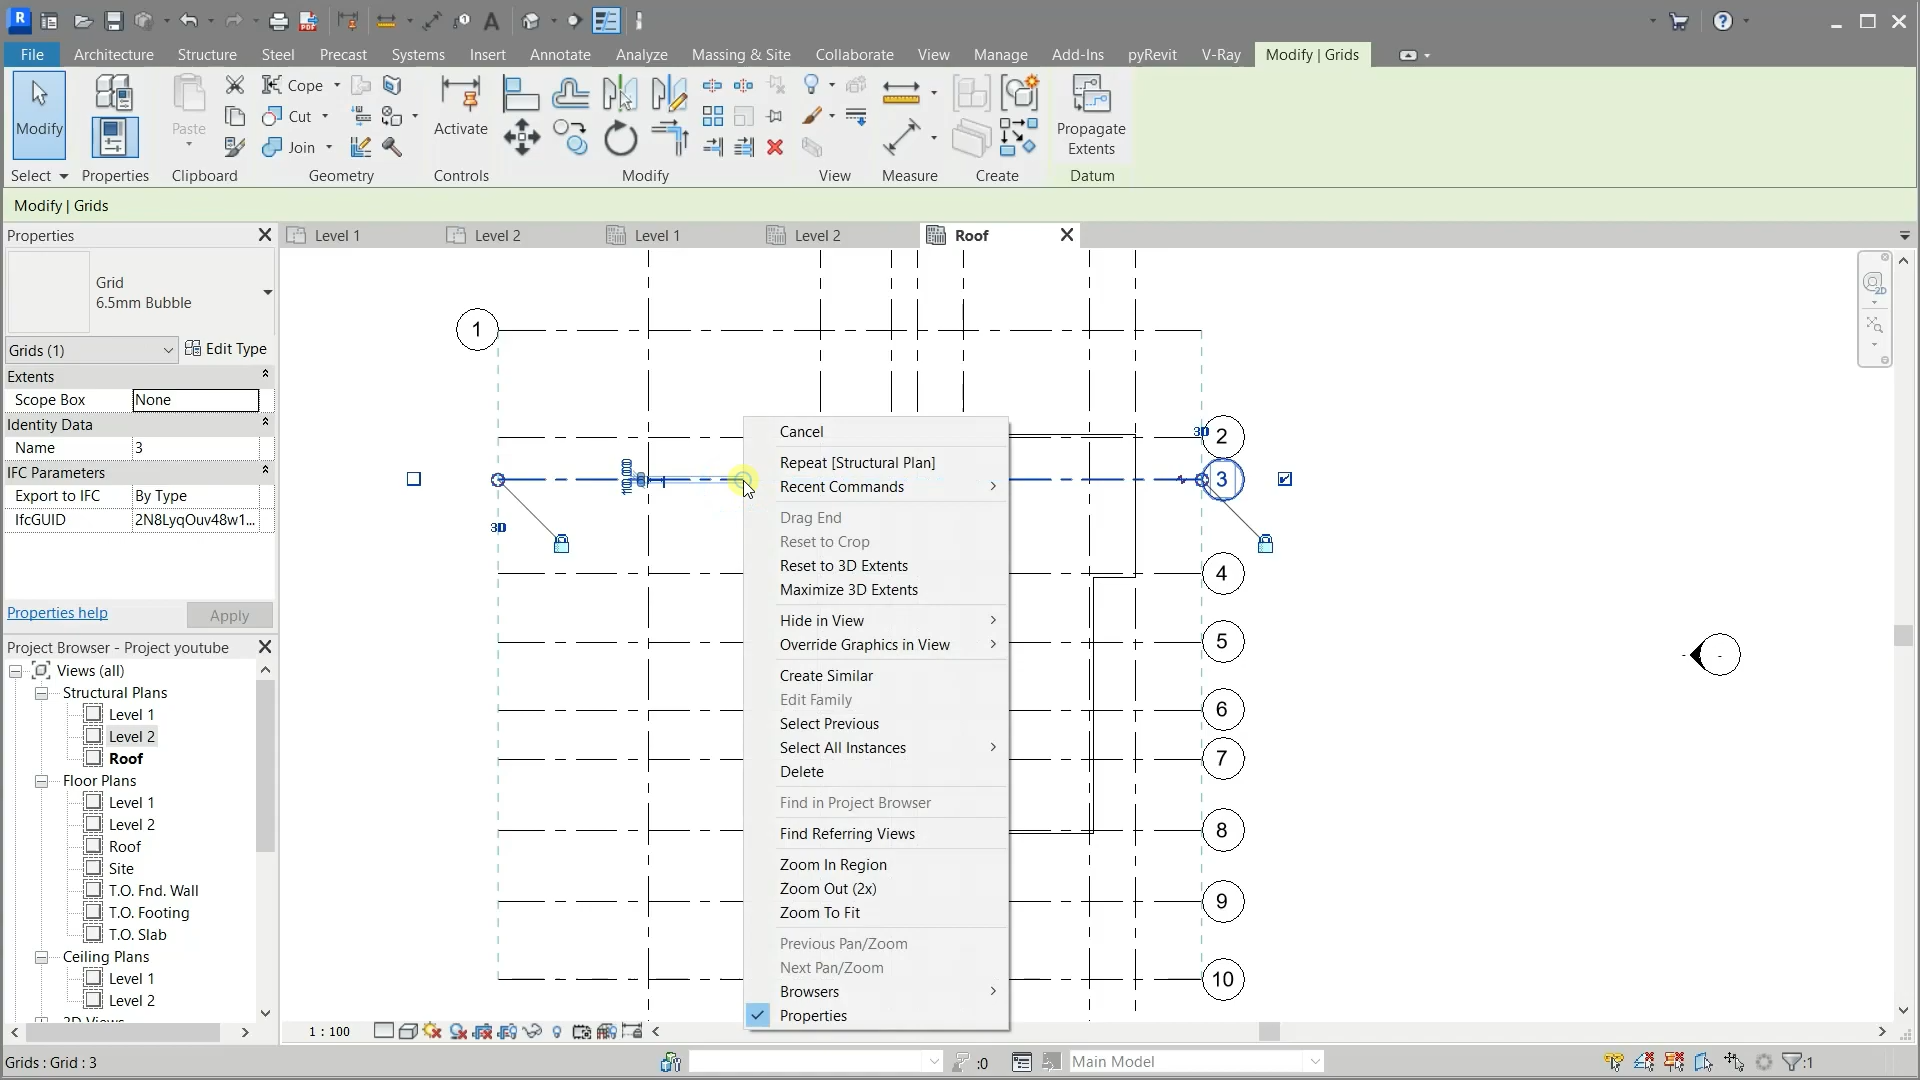 File Architecture Structure Steel Precast Systems Insert Annotate Analyze Massing & Site Collaborate View Manage Add-Ins pyRevit V-Ray Modify | Grids
Modify
Paste
Cope
Cut
Join
Activate
Propagate Extents
Select Properties Clipboard Geometry Controls Modify View Measure Create Datum
Modify | Grids
Properties
Grid
6.5mm Bubble
Grids (1) Edit Type
Extents
Scope Box None
Identity Data
Name 3
IFC Parameters
Export to IFC By Type
IfcGUID 2N8LyqOuv48w1...
Properties help Apply
Project Browser - Project youtube
Views (all)
Structural Plans
Level 1
Level 2
Roof
Floor Plans
Level 1
Level 2
Roof
Site
T.O. Fnd. Wall
T.O. Footing
T.O. Slab
Ceiling Plans
Level 1
Level 2
Level 1 Level 2 Level 1 Level 2 Roof
1
2
3
4
5
6
7
8
9
10
3D
3D
Cancel
Repeat [Structural Plan]
Recent Commands
Drag End
Reset to Crop
Reset to 3D Extents
Maximize 3D Extents
Hide in View
Override Graphics in View
Create Similar
Edit Family
Select Previous
Select All Instances
Delete
Find in Project Browser
Find Referring Views
Zoom In Region
Zoom Out (2x)
Zoom To Fit
Previous Pan/Zoom
Next Pan/Zoom
Browsers
Properties
1 : 100
Grids : Grid : 3
:0
Main Model
:1